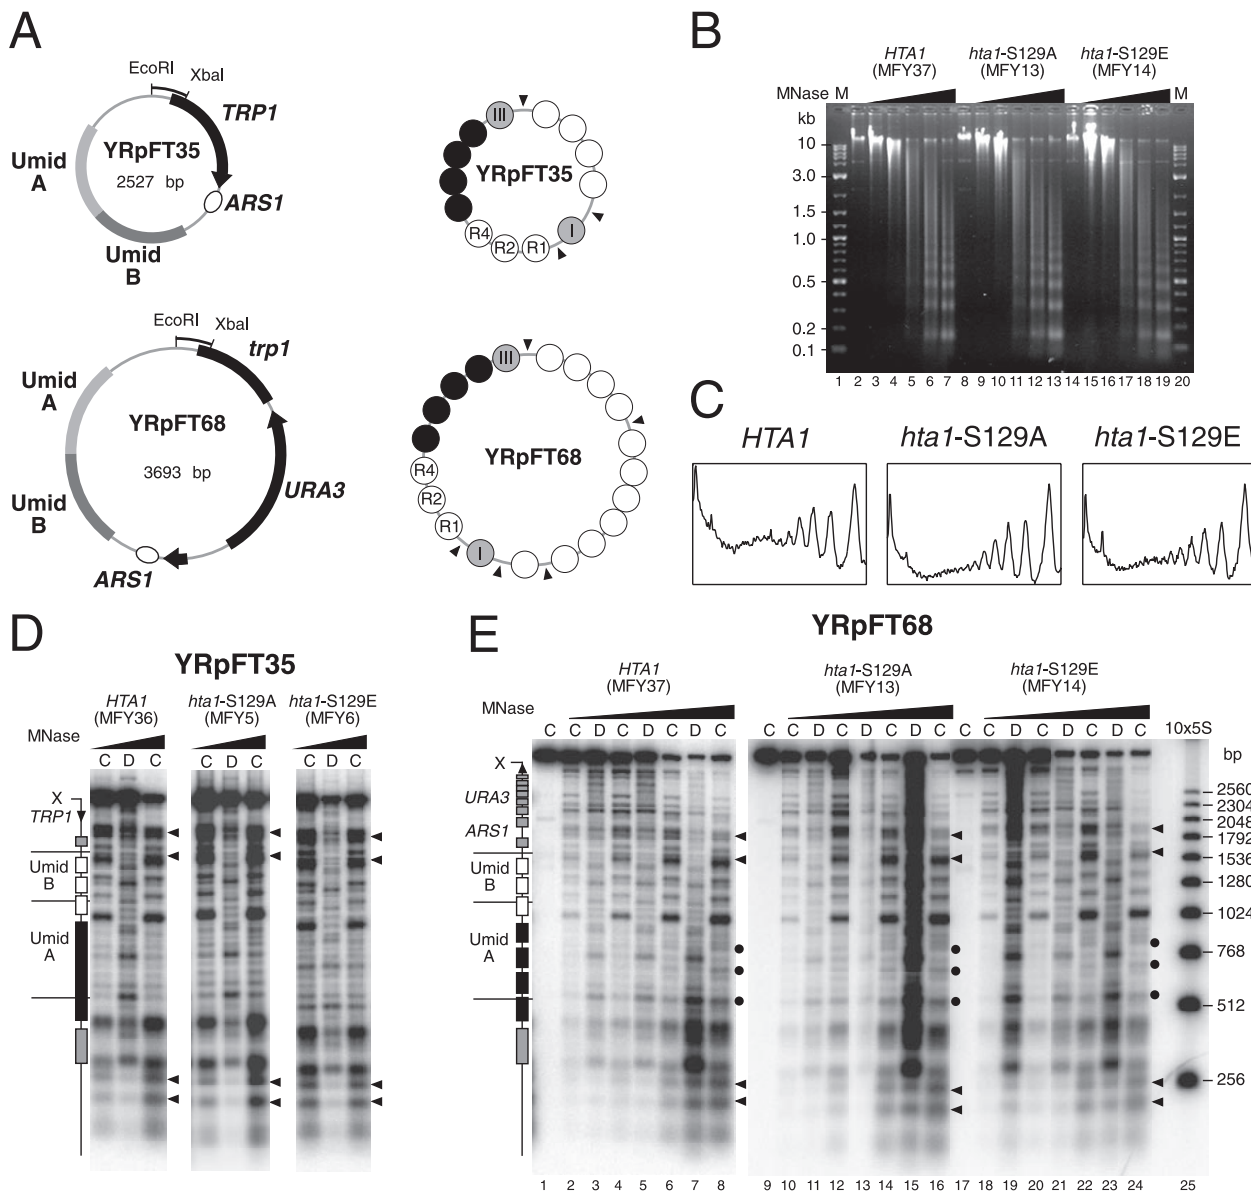 A
EcoRI
XbaI
TRP1
YRpFT35
2527 bp
Umid
A
ARS1
Umid
B
III
YRpFT35
R4
R2
R1
I
EcoRI
XbaI
trp1
Umid
A
YRpFT68
3693 bp
Umid
B
URA3
ARS1
III
YRpFT68
R4
R2
R1
I
B
HTA1
(MFY37)
hta1-S129A
(MFY13)
hta1-S129E
(MFY14)
MNase M M
kb
10
3.0
1.5
1.0
0.5
0.2
0.1
1 2 3 4 5 6 7 8 9 10 11 12 13 14 15 16 17 18 19 20
C
HTA1 hta1-S129A hta1-S129E
D
YRpFT35
HTA1
(MFY36)
hta1-S129A
(MFY5)
hta1-S129E
(MFY6)
MNase
C D C C D C C D C
X
TRP1
Umid
B
Umid
A
E
YRpFT68
HTA1
(MFY37)
hta1-S129A
(MFY13)
hta1-S129E
(MFY14)
MNase
C C D C D C D C C C D C D C D C C C D C D C D C 10x5S
X
URA3
ARS1
Umid
B
Umid
A
bp
2560
2304
2048
1792
1536
1280
1024
768
512
256
1 2 3 4 5 6 7 8 9 10 11 12 13 14 15 16 17 18 19 20 21 22 23 24 25